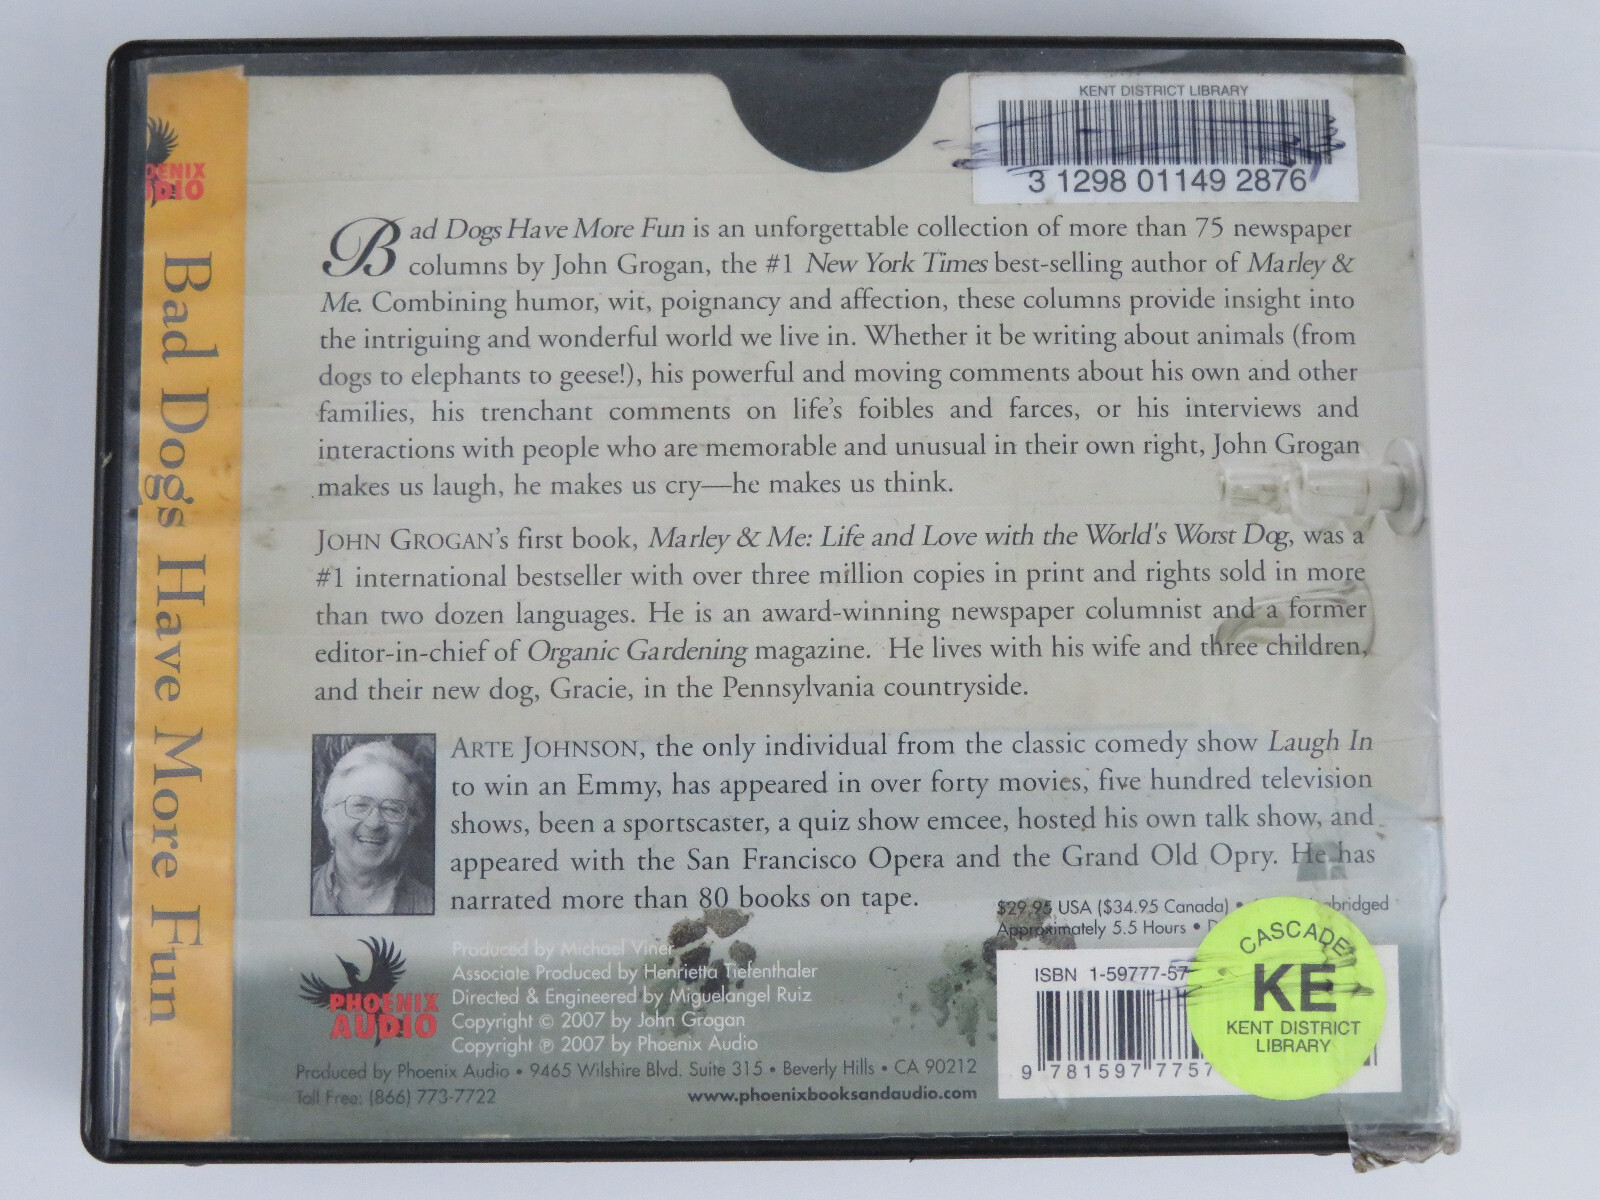 PHOENIX
AUDIO
Bad Dogs Have More Fun
KENT DISTRICT LIBRARY
3 1298 01149 2876
Bad Dogs Have More Fun is an unforgettable collection of more than 75 newspaper
columns by John Grogan, the #1 New York Times best-selling author of Marley &
Me. Combining humor, wit, poignancy and affection, these columns provide insight into
the intriguing and wonderful world we live in. Whether it be writing about animals (from
dogs to elephants to geese!), his powerful and moving comments about his own and other
families, his trenchant comments on life's foibles and farces, or his interviews and
interactions with people who are memorable and unusual in their own right, John Grogan
makes us laugh, he makes us cry—he makes us think.
JOHN GROGAN's first book, Marley & Me: Life and Love with the World's Worst Dog, was a
#1 international bestseller with over three million copies in print and rights sold in more
than two dozen languages. He is an award-winning newspaper columnist and a former
editor-in-chief of Organic Gardening magazine. He lives with his wife and three children,
and their new dog, Gracie, in the Pennsylvania countryside.
ARTE JOHNSON, the only individual from the classic comedy show Laugh In
to win an Emmy, has appeared in over forty movies, five hundred television
shows, been a sportscaster, a quiz show emcee, hosted his own talk show, and
appeared with the San Francisco Opera and the Grand Old Opry. He has
narrated more than 80 books on tape.
$29.95 USA ($34.95 Canada) •
Approximately 5.5 Hours •
PHOENIX
AUDIO
Produced by Michael Viner
Associate Produced by Henrietta Tiefenthaler
Directed & Engineered by Miguelangel Ruiz
Copyright © 2007 by John Grogan
Copyright ℗ 2007 by Phoenix Audio
Produced by Phoenix Audio • 9465 Wilshire Blvd. Suite 315 • Beverly Hills • CA 90212
Toll Free: (866) 773-7722
www.phoenixbooksandaudio.com
ISBN 1-59777-57
9 781597 7757
CASCADE
KE
KENT DISTRICT
LIBRARY